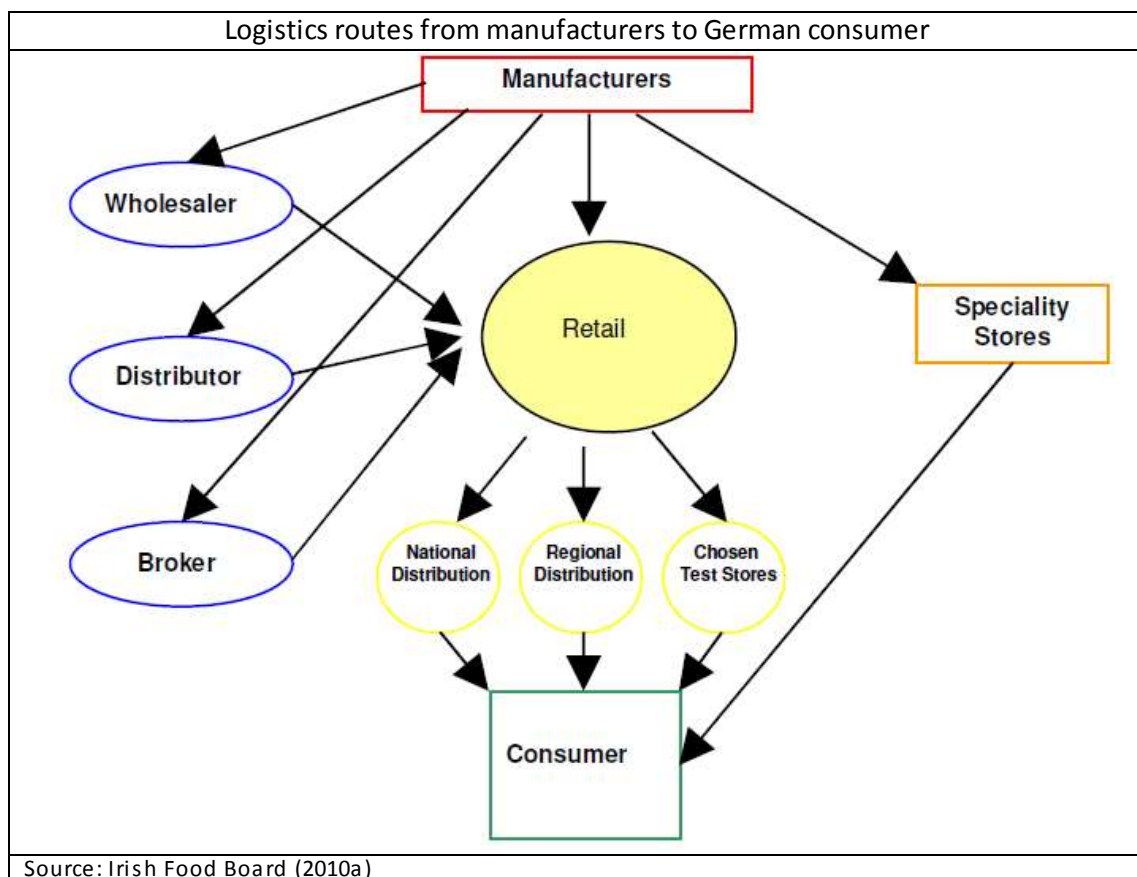 Logistics routes from manufacturers to German consumer
Manufacturers
Wholesaler
Retail
Speciality
Stores
Distributor
Broker
National
Distribution
Regional
Distribution
Chosen
Test Stores
Consumer
Source: Irish Food Board (2010a)